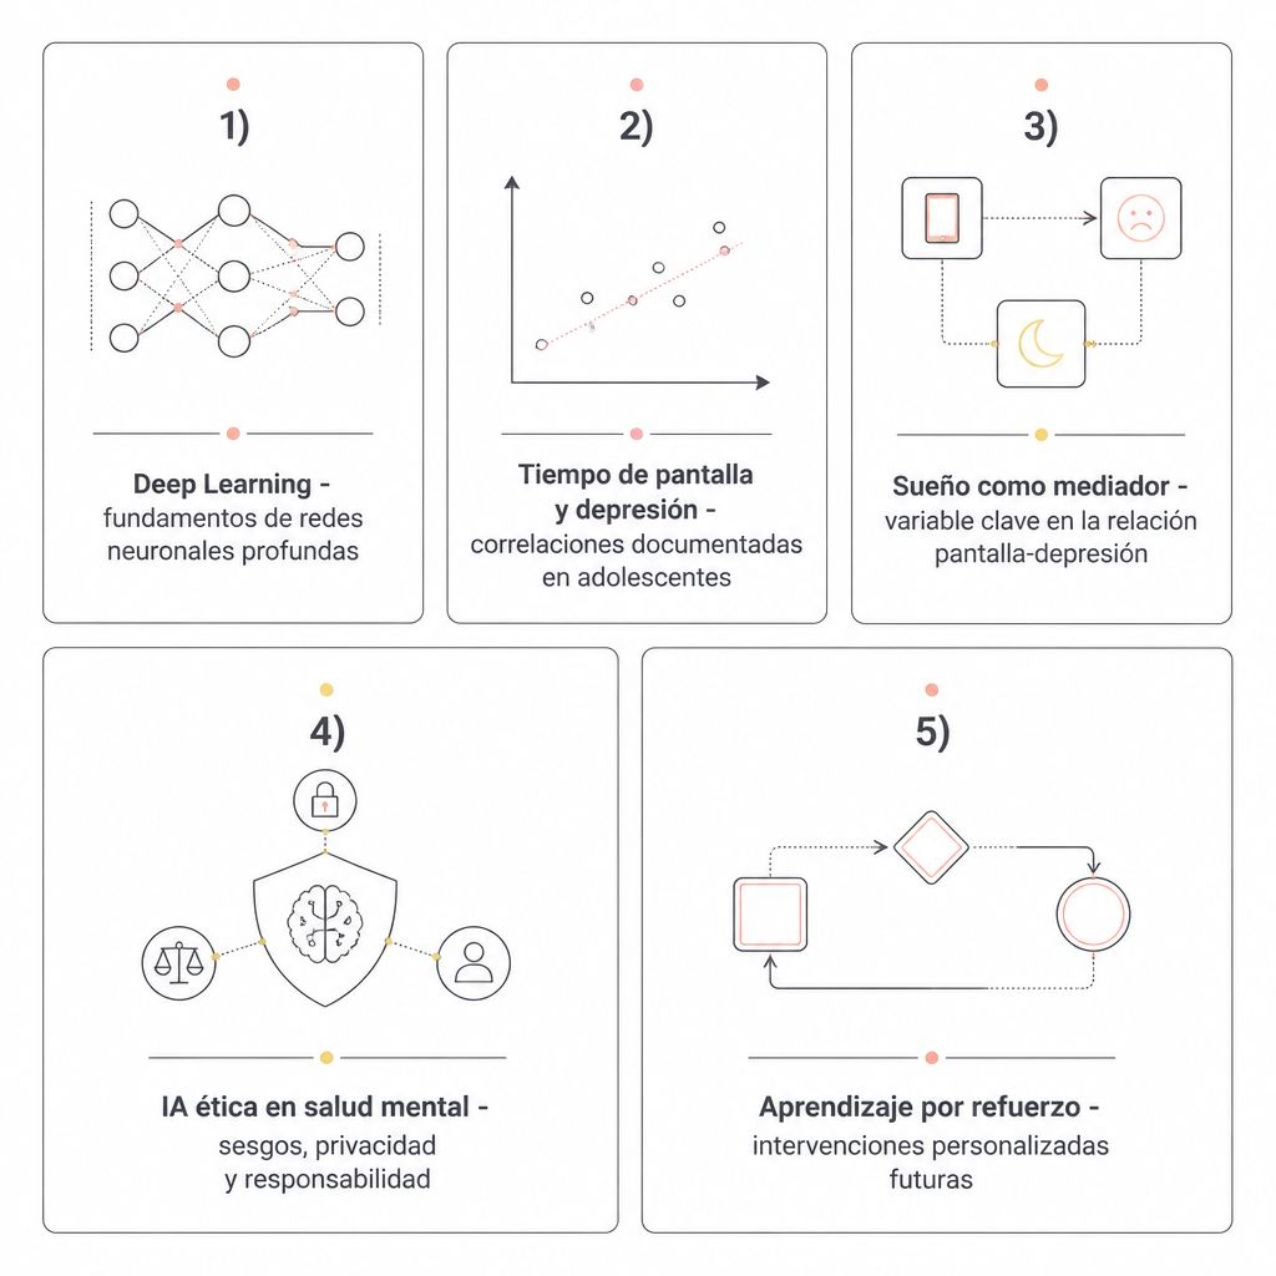 1)
Deep Learning -
fundamentos de redes
neuronales profundas
2)
Tiempo de pantalla
y depresión -
correlaciones documentadas
en adolescentes
3)
Sueño como mediador -
variable clave en la relación
pantalla-depresión
4)
IA ética en salud mental -
sesgos, privacidad
y responsabilidad
5)
Aprendizaje por refuerzo -
intervenciones personalizadas
futuras